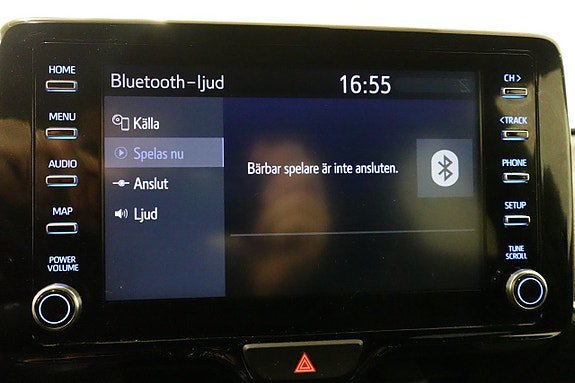 HOME
MENU
AUDIO
MAP
POWER
VOLUME
Bluetooth-ljud
16:55
Källa
Spelas nu
Anslut
Ljud
Bärbar spelare är inte ansluten.
CH >
< TRACK
PHONE
SETUP
TUNE
SCROLL